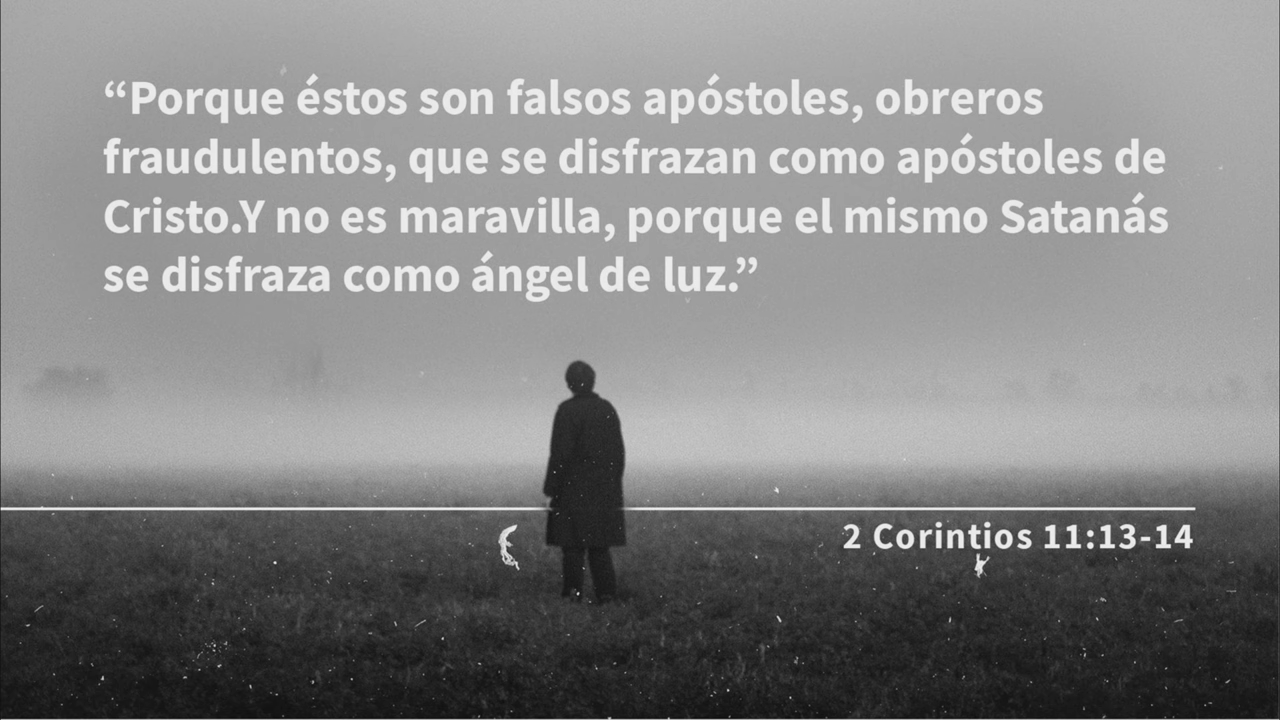 “Porque éstos son falsos apóstoles, obreros
fraudulentos, que se disfrazan como apóstoles de
Cristo.Y no es maravilla, porque el mismo Satanás
se disfraza como ángel de luz.”
2 Corintios 11:13-14